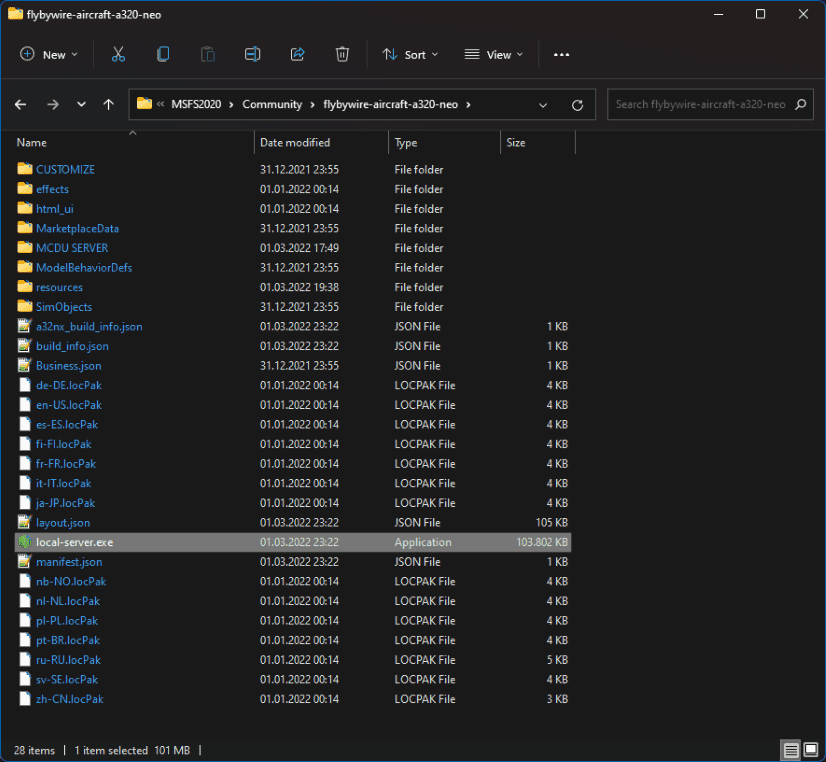 flybywire-aircraft-a320-neo
New Sort View
« MSFS2020 › Community › flybywire-aircraft-a320-neo › Search flybywire-aircraft-a320-neo
Name Date modified Type Size
CUSTOMIZE 31.12.2021 23:55 File folder
effects 01.01.2022 00:14 File folder
html_ui 01.01.2022 00:14 File folder
MarketplaceData 31.12.2021 23:55 File folder
MCDU SERVER 01.03.2022 17:49 File folder
ModelBehaviorDefs 31.12.2021 23:55 File folder
resources 01.03.2022 19:38 File folder
SimObjects 31.12.2021 23:55 File folder
a32nx_build_info.json 01.03.2022 23:22 JSON File 1 KB
build_info.json 01.03.2022 23:22 JSON File 1 KB
Business.json 31.12.2021 23:55 JSON File 1 KB
de-DE.locPak 01.01.2022 00:14 LOCPAK File 4 KB
en-US.locPak 01.01.2022 00:14 LOCPAK File 4 KB
es-ES.locPak 01.01.2022 00:14 LOCPAK File 4 KB
fi-FI.locPak 01.01.2022 00:14 LOCPAK File 4 KB
fr-FR.locPak 01.01.2022 00:14 LOCPAK File 4 KB
it-IT.locPak 01.01.2022 00:14 LOCPAK File 4 KB
ja-JP.locPak 01.01.2022 00:14 LOCPAK File 4 KB
layout.json 01.03.2022 23:22 JSON File 105 KB
local-server.exe 01.03.2022 23:22 Application 103.802 KB
manifest.json 01.03.2022 23:22 JSON File 1 KB
nb-NO.locPak 01.01.2022 00:14 LOCPAK File 4 KB
nl-NL.locPak 01.01.2022 00:14 LOCPAK File 4 KB
pl-PL.locPak 01.01.2022 00:14 LOCPAK File 4 KB
pt-BR.locPak 01.01.2022 00:14 LOCPAK File 4 KB
ru-RU.locPak 01.01.2022 00:14 LOCPAK File 5 KB
sv-SE.locPak 01.01.2022 00:14 LOCPAK File 4 KB
zh-CN.locPak 01.01.2022 00:14 LOCPAK File 3 KB
28 items | 1 item selected 101 MB |